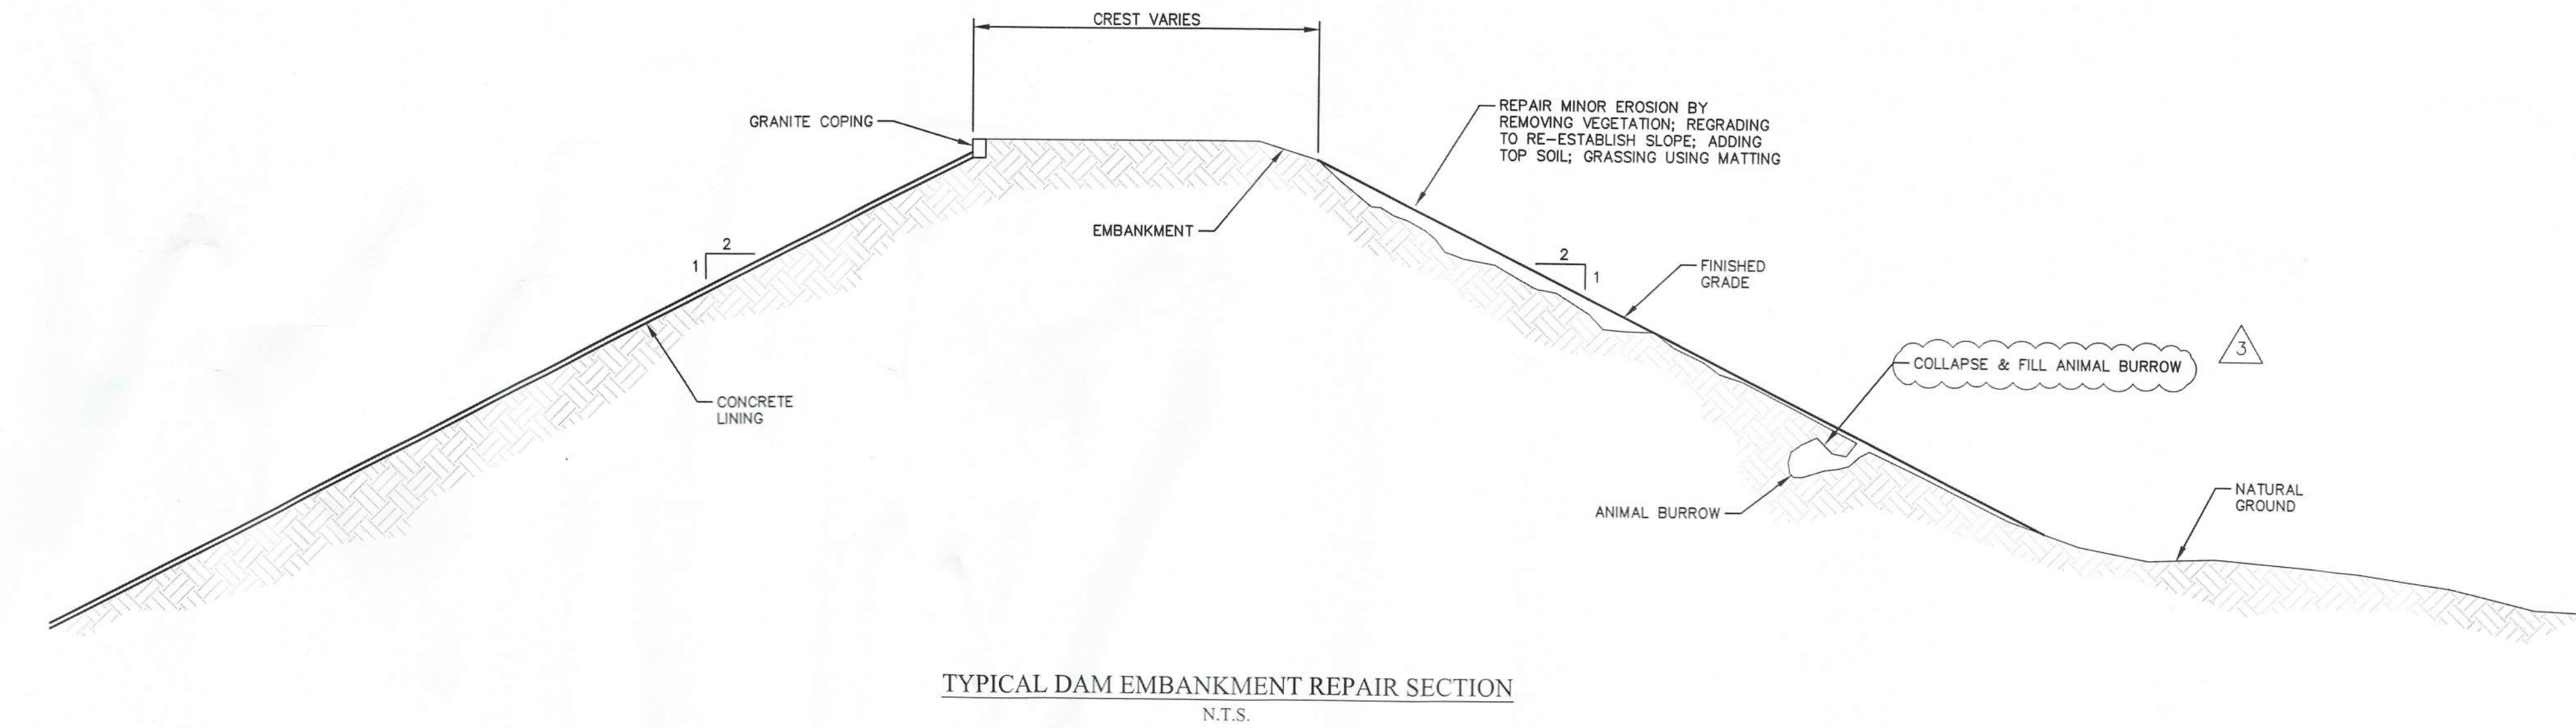 CREST VARIES
GRANITE COPING
REPAIR MINOR EROSION BY
REMOVING VEGETATION; REGRADING
TO RE-ESTABLISH SLOPE; ADDING
TOP SOIL; GRASSING USING MATTING
EMBANKMENT
2
1
2
1
FINISHED
GRADE
COLLAPSE & FILL ANIMAL BURROW
3
CONCRETE
LINING
ANIMAL BURROW
NATURAL
GROUND
TYPICAL DAM EMBANKMENT REPAIR SECTION
N.T.S.